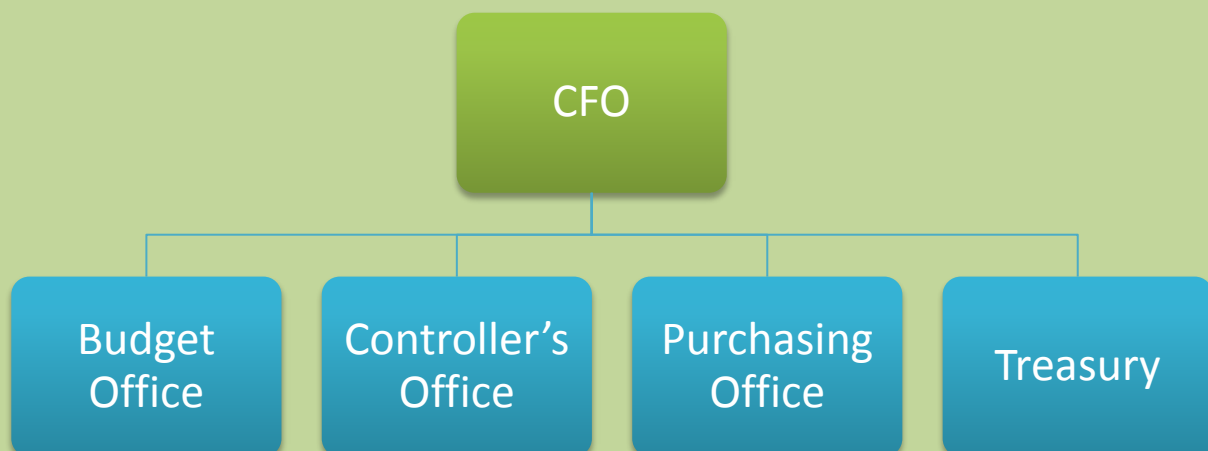 CFO
Budget
Office
Controller’s
Office
Purchasing
Office
Treasury